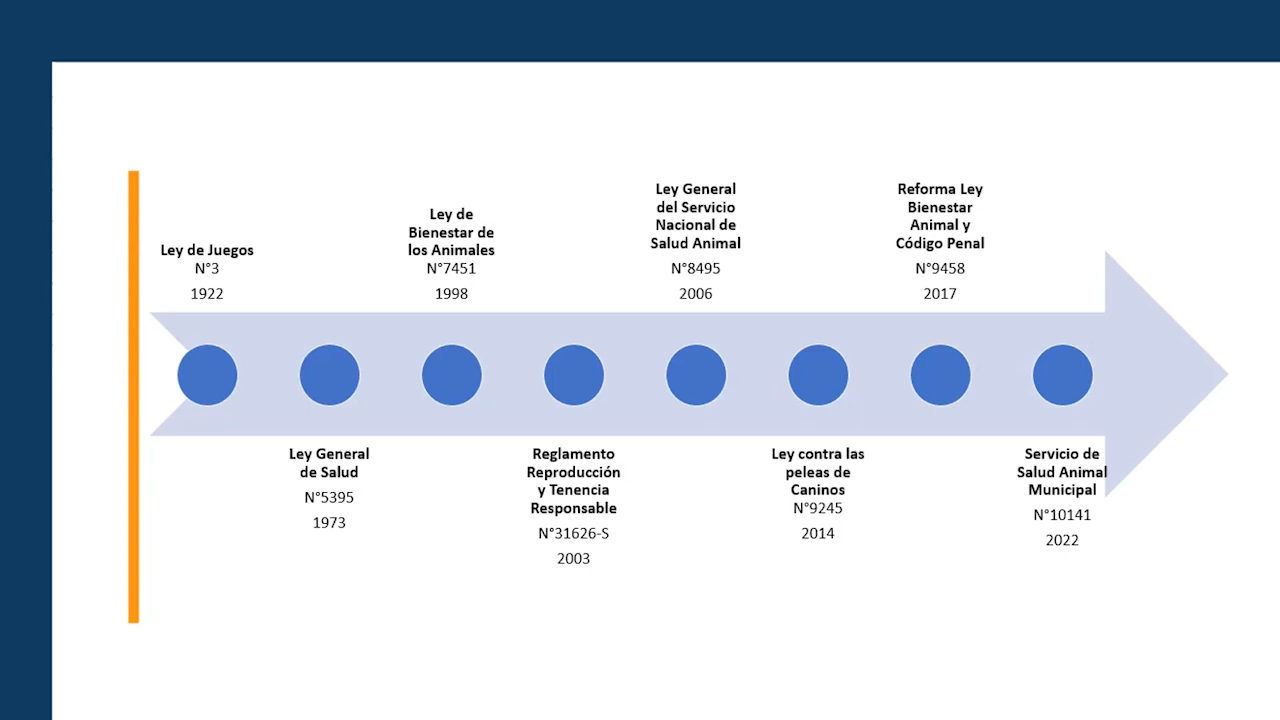 Ley de Juegos
N°3
1922
Ley General
de Salud
N°5395
1973
Ley de
Bienestar de
los Animales
N°7451
1998
Reglamento
Reproducción
y Tenencia
Responsable
N°31626-S
2003
Ley General
del Servicio
Nacional de
Salud Animal
N°8495
2006
Ley contra las
peleas de
Caninos
N°9245
2014
Reforma Ley
Bienestar
Animal y
Código Penal
N°9458
2017
Servicio de
Salud Animal
Municipal
N°10141
2022